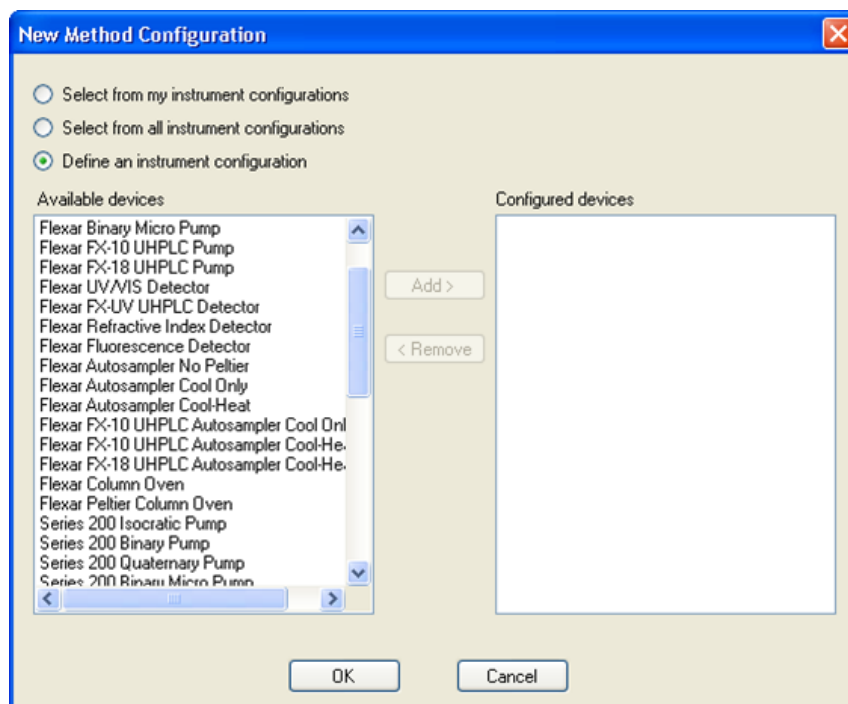 New Method Configuration
Select from my instrument configurations
Select from all instrument configurations
Define an instrument configuration
Available devices
Configured devices
Flexar Binary Micro Pump
Flexar FX-10 UHPLC Pump
Flexar FX-18 UHPLC Pump
Flexar UV/VIS Detector
Flexar FX-UV UHPLC Detector
Flexar Refractive Index Detector
Flexar Fluorescence Detector
Flexar Autosampler No Peltier
Flexar Autosampler Cool Only
Flexar Autosampler Cool-Heat
Flexar FX-10 UHPLC Autosampler Cool Onl
Flexar FX-10 UHPLC Autosampler Cool-He
Flexar FX-18 UHPLC Autosampler Cool-He
Flexar Column Oven
Flexar Peltier Column Oven
Series 200 Isocratic Pump
Series 200 Binary Pump
Series 200 Quaternary Pump
Series 200 Binary Micro Pump
Add >
< Remove
OK
Cancel